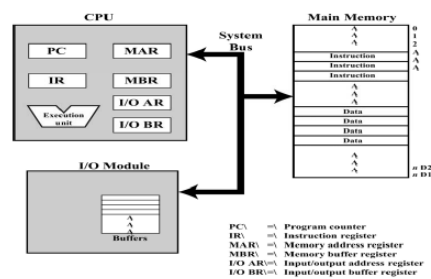 CPU
Main Memory
System
Bus
PC
MAR
IR
MBR
I/O AR
Execution
unit
I/O BR
0
1
2
Instruction
Instruction
Instruction
Data
Data
Data
Data
I/O Module
Buffers
n D2
n D1
PC\ =\ Program counter
IR\ =\ Instruction register
MAR\ =\ Memory address register
MBR\ =\ Memory buffer register
I/O AR\=\ Input/output address register
I/O BR\=\ Input/output buffer register